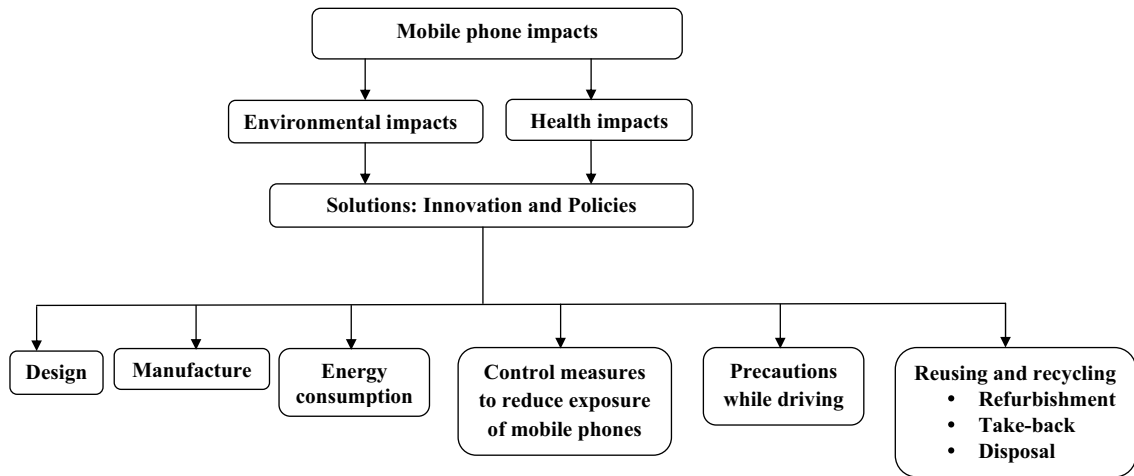 Mobile phone impacts
Environmental impacts
Health impacts
Solutions: Innovation and Policies
Design
Manufacture
Energy
consumption
Control measures
to reduce exposure
of mobile phones
Precautions
while driving
Reusing and recycling
• Refurbishment
• Take-back
• Disposal